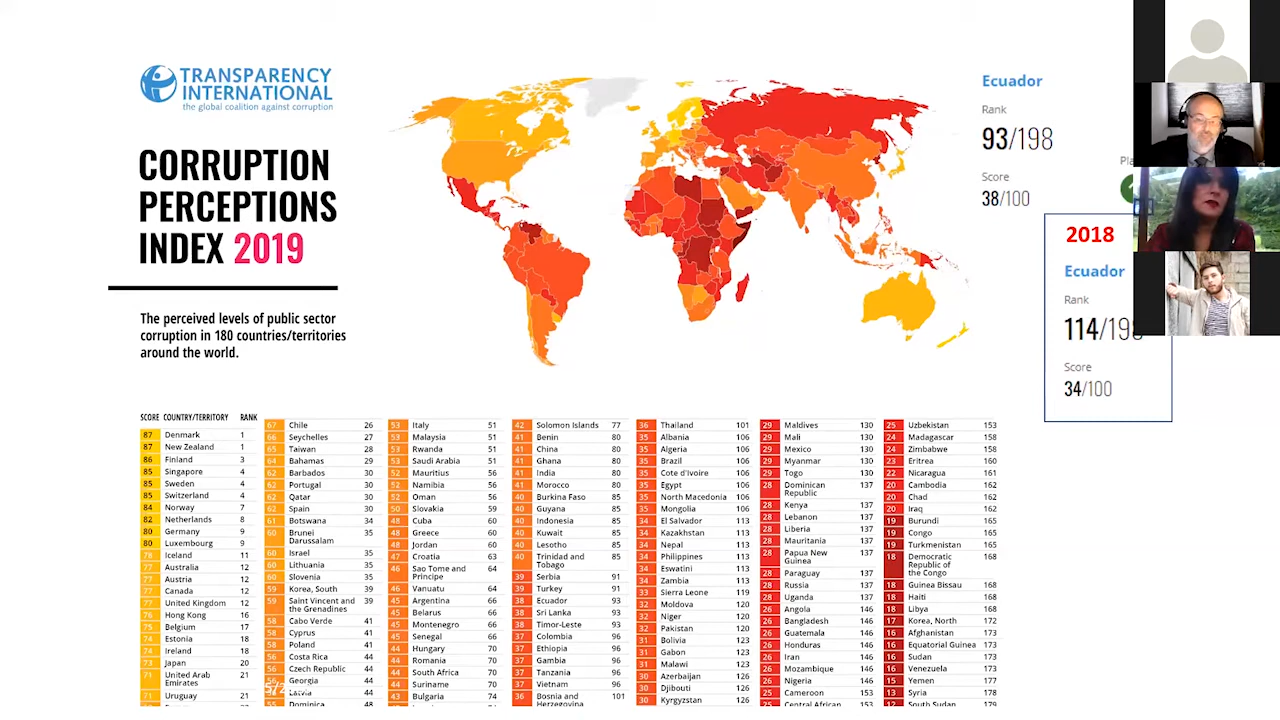 TRANSPARENCY
INTERNATIONAL
the global coalition against corruption
CORRUPTION
PERCEPTIONS
INDEX 2019
The perceived levels of public sector
corruption in 180 countries/territories
around the world.
Ecuador
Rank
93/198
Score
38/100
2018
Ecuador
Rank
114/198
Score
34/100
SCORE COUNTRY/TERRITORY RANK
87 Denmark 1
87 New Zealand 1
86 Finland 3
85 Singapore 4
85 Sweden 4
85 Switzerland 4
84 Norway 7
82 Netherlands 8
80 Germany 9
80 Luxembourg 9
78 Iceland 11
77 Australia 12
77 Austria 12
77 Canada 12
77 United Kingdom 12
76 Hong Kong 16
75 Belgium 17
74 Estonia 18
74 Ireland 18
73 Japan 20
71 United Arab
Emirates 21
71 Uruguay 21
67 Chile 26
66 Seychelles 27
65 Taiwan 28
64 Bahamas 29
62 Barbados 30
62 Portugal 30
62 Qatar 30
62 Spain 30
61 Botswana 34
60 Brunei
Darussalam 35
60 Israel 35
60 Lithuania 35
60 Slovenia 35
59 Korea, South 39
59 Saint Vincent and
the Grenadines 39
58 Cabo Verde 41
58 Cyprus 41
58 Poland 41
56 Costa Rica 44
56 Czech Republic 44
56 Georgia 44
Latvia 44
55 Dominica 48
53 Italy 51
53 Malaysia 51
53 Rwanda 51
53 Saudi Arabia 51
52 Mauritius 56
52 Namibia 56
52 Oman 56
50 Slovakia 59
48 Cuba 60
48 Greece 60
48 Jordan 60
47 Croatia 63
46 Sao Tome and
Principe 64
46 Vanuatu 64
45 Argentina 66
45 Belarus 66
45 Montenegro 66
45 Senegal 66
44 Hungary 70
44 Romania 70
44 South Africa 70
44 Suriname 70
43 Bulgaria 74
42 Solomon Islands 77
41 Benin 80
41 China 80
41 Ghana 80
41 India 80
41 Morocco 80
40 Burkina Faso 85
40 Guyana 85
40 Indonesia 85
40 Kuwait 85
40 Lesotho 85
40 Trinidad and
Tobago 85
39 Serbia 91
39 Turkey 91
38 Ecuador 93
38 Sri Lanka 93
38 Timor-Leste 93
37 Colombia 96
37 Ethiopia 96
37 Gambia 96
37 Tanzania 96
37 Vietnam 96
36 Bosnia and
Herzegovina 101
36 Thailand 101
35 Albania 106
35 Algeria 106
35 Brazil 106
35 Cote d'Ivoire 106
35 Egypt 106
35 North Macedonia 106
35 Mongolia 106
34 El Salvador 113
34 Kazakhstan 113
34 Nepal 113
34 Philippines 113
34 Eswatini 113
34 Zambia 113
33 Sierra Leone 119
32 Moldova 120
32 Niger 120
32 Pakistan 120
31 Bolivia 123
31 Gabon 123
31 Malawi 123
30 Azerbaijan 126
30 Djibouti 126
30 Kyrgyzstan 126
29 Maldives 130
29 Mali 130
29 Mexico 130
29 Myanmar 130
29 Togo 130
28 Dominican
Republic 137
28 Kenya 137
28 Lebanon 137
28 Liberia 137
28 Mauritania 137
28 Papua New
Guinea 137
28 Paraguay 137
28 Russia 137
28 Uganda 137
26 Angola 146
26 Bangladesh 146
26 Guatemala 146
26 Honduras 146
26 Iran 146
26 Mozambique 146
26 Nigeria 146
25 Cameroon 153
25 Central African 153
25 Uzbekistan 153
24 Madagascar 158
24 Zimbabwe 158
23 Eritrea 160
22 Nicaragua 161
20 Cambodia 162
20 Chad 162
20 Iraq 162
19 Burundi 165
19 Congo 165
19 Turkmenistan 165
18 Democratic
Republic of
the Congo 168
18 Guinea Bissau 168
18 Haiti 168
18 Libya 168
17 Korea, North 172
16 Afghanistan 173
16 Equatorial Guinea 173
16 Sudan 173
16 Venezuela 173
15 Yemen 177
13 Syria 178
12 South Sudan 179